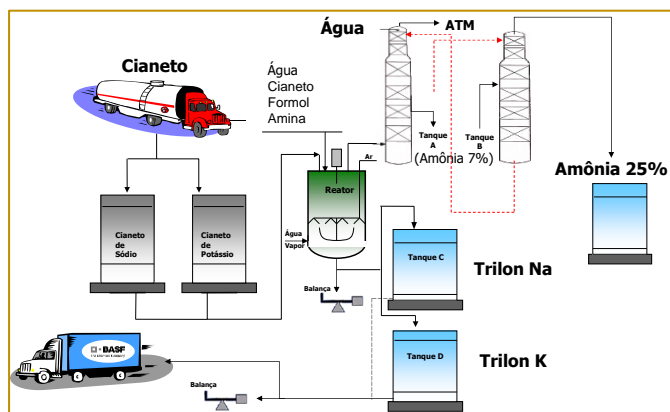 Água
ATM
Cianeto
Água
Cianeto
Formol
Amina
Tanque
A
(Amônia 7%)
Tanque
B
Ar
Amônia 25%
Reator
Cianeto
de
Sódio
Cianeto
de
Potássio
Água
Vapor
Tanque C
Trilon Na
Balança
BASF
Tanque D
Trilon K
Balança